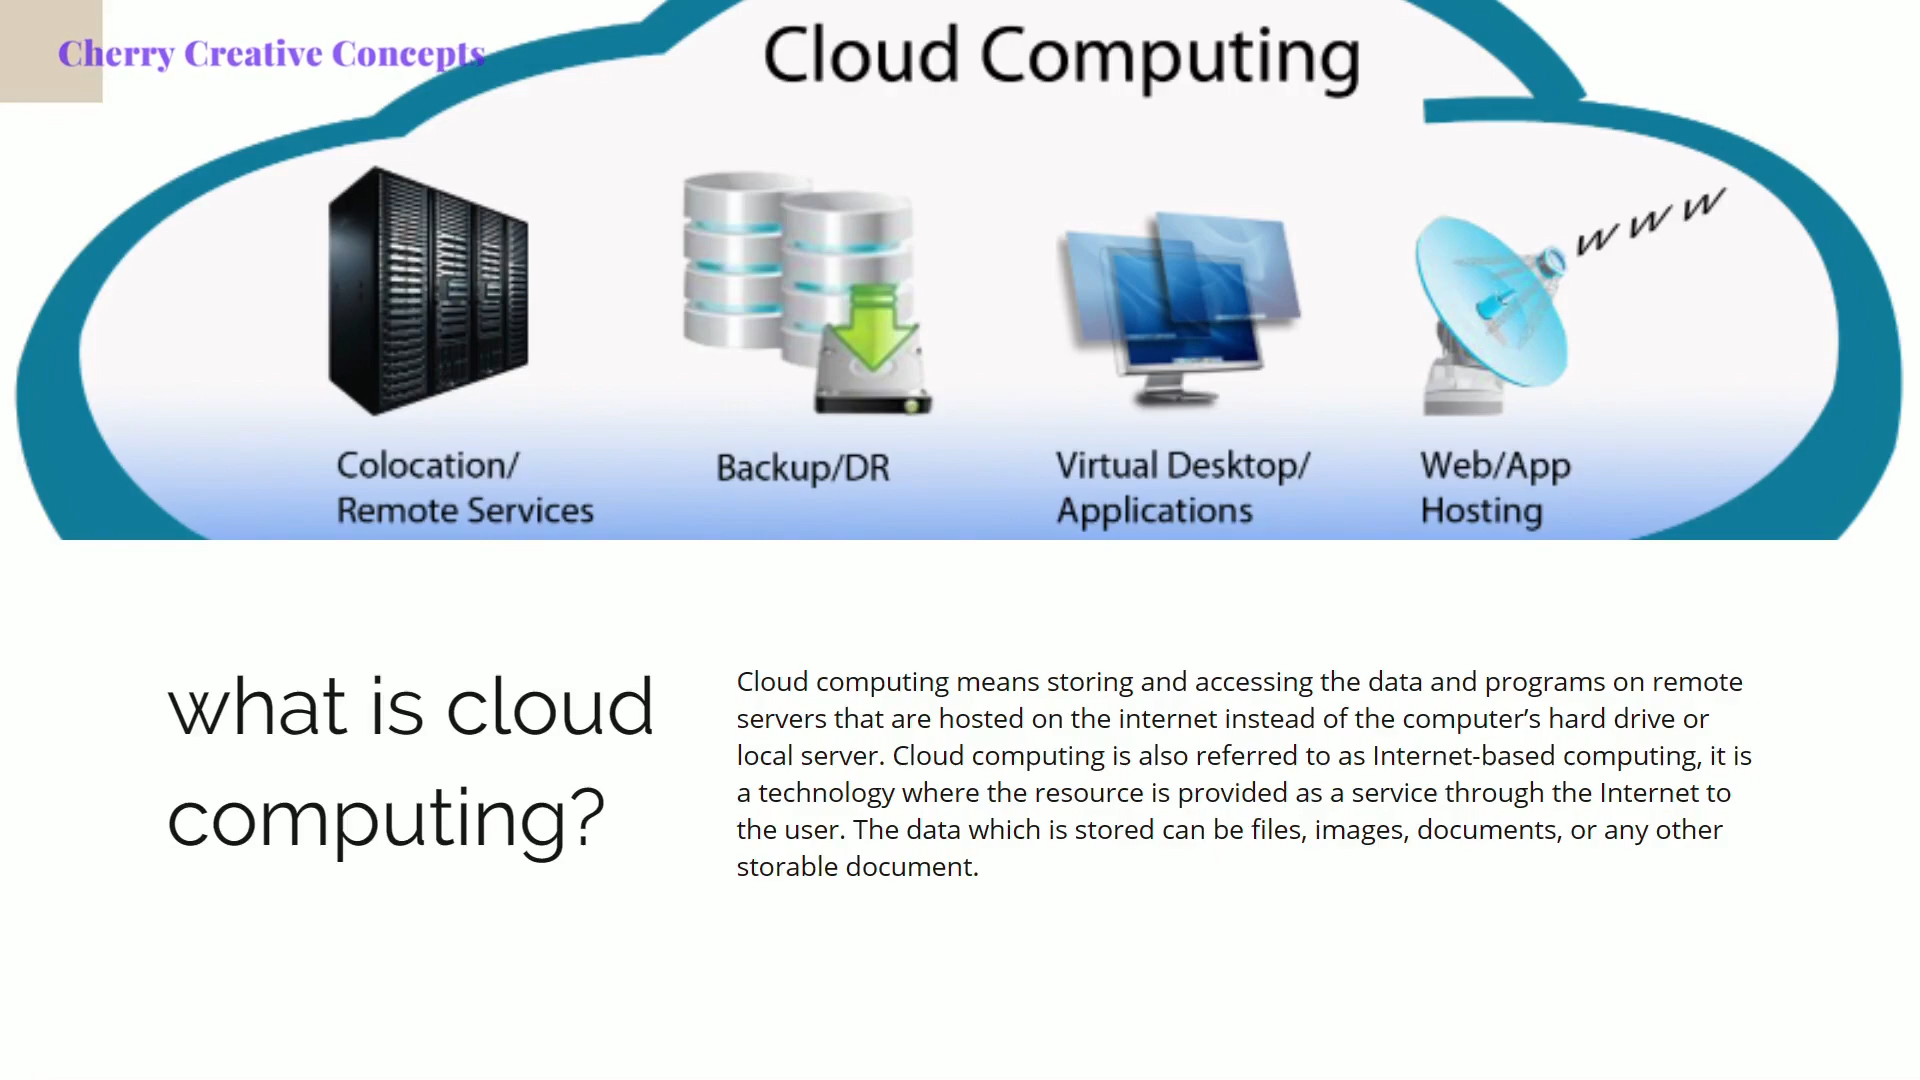 Cherry Creative Concepts
Cloud Computing
www
Colocation/
Remote Services
Backup/DR
Virtual Desktop/
Applications
Web/App
Hosting
what is cloud
computing?
Cloud computing means storing and accessing the data and programs on remote
servers that are hosted on the internet instead of the computer’s hard drive or
local server. Cloud computing is also referred to as Internet-based computing, it is
a technology where the resource is provided as a service through the Internet to
the user. The data which is stored can be files, images, documents, or any other
storable document.